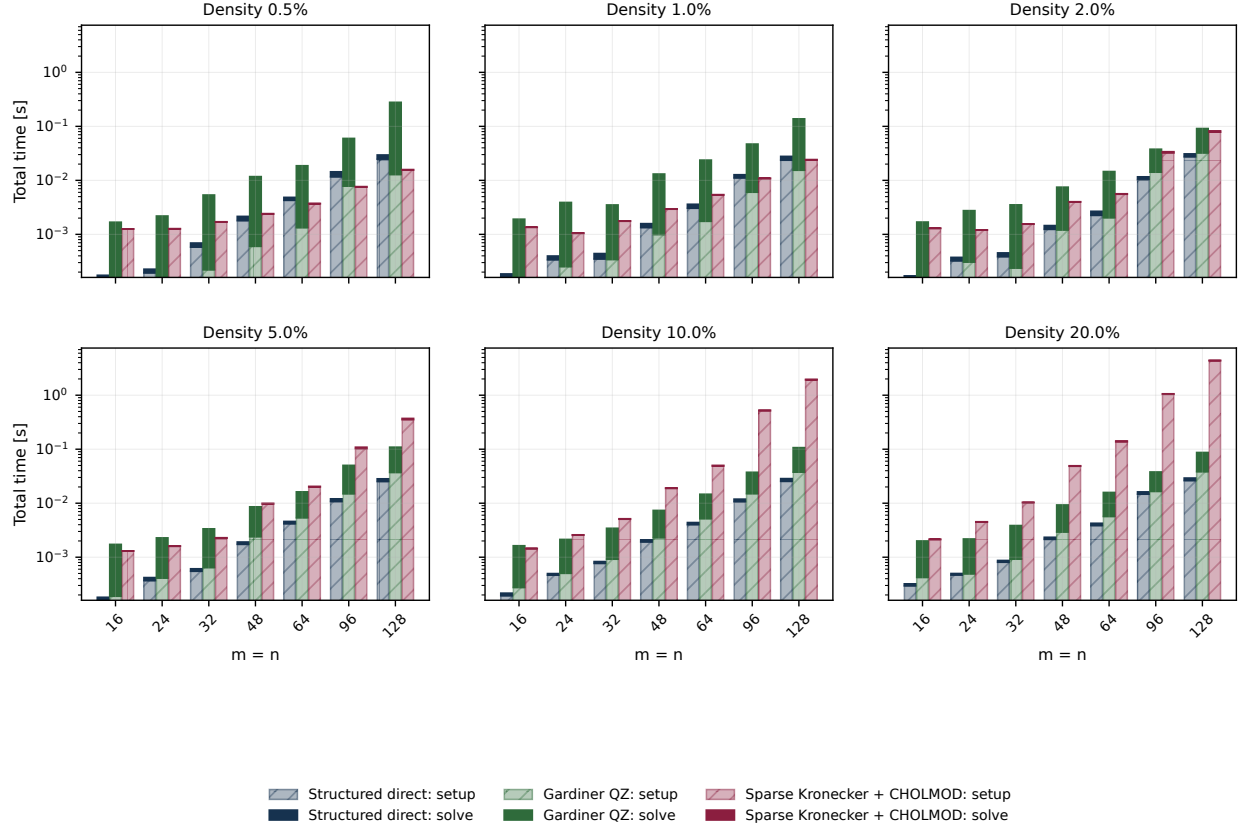 Density 0.5% Density 1.0% Density 2.0%
Total time [s]
10⁰
10⁻¹
10⁻²
10⁻³
Density 5.0% Density 10.0% Density 20.0%
Total time [s]
10⁰
10⁻¹
10⁻²
10⁻³
16 24 32 48 64 96 128 16 24 32 48 64 96 128 16 24 32 48 64 96 128
m = n m = n m = n
Structured direct: setup Gardiner QZ: setup Sparse Kronecker + CHOLMOD: setup
Structured direct: solve Gardiner QZ: solve Sparse Kronecker + CHOLMOD: solve